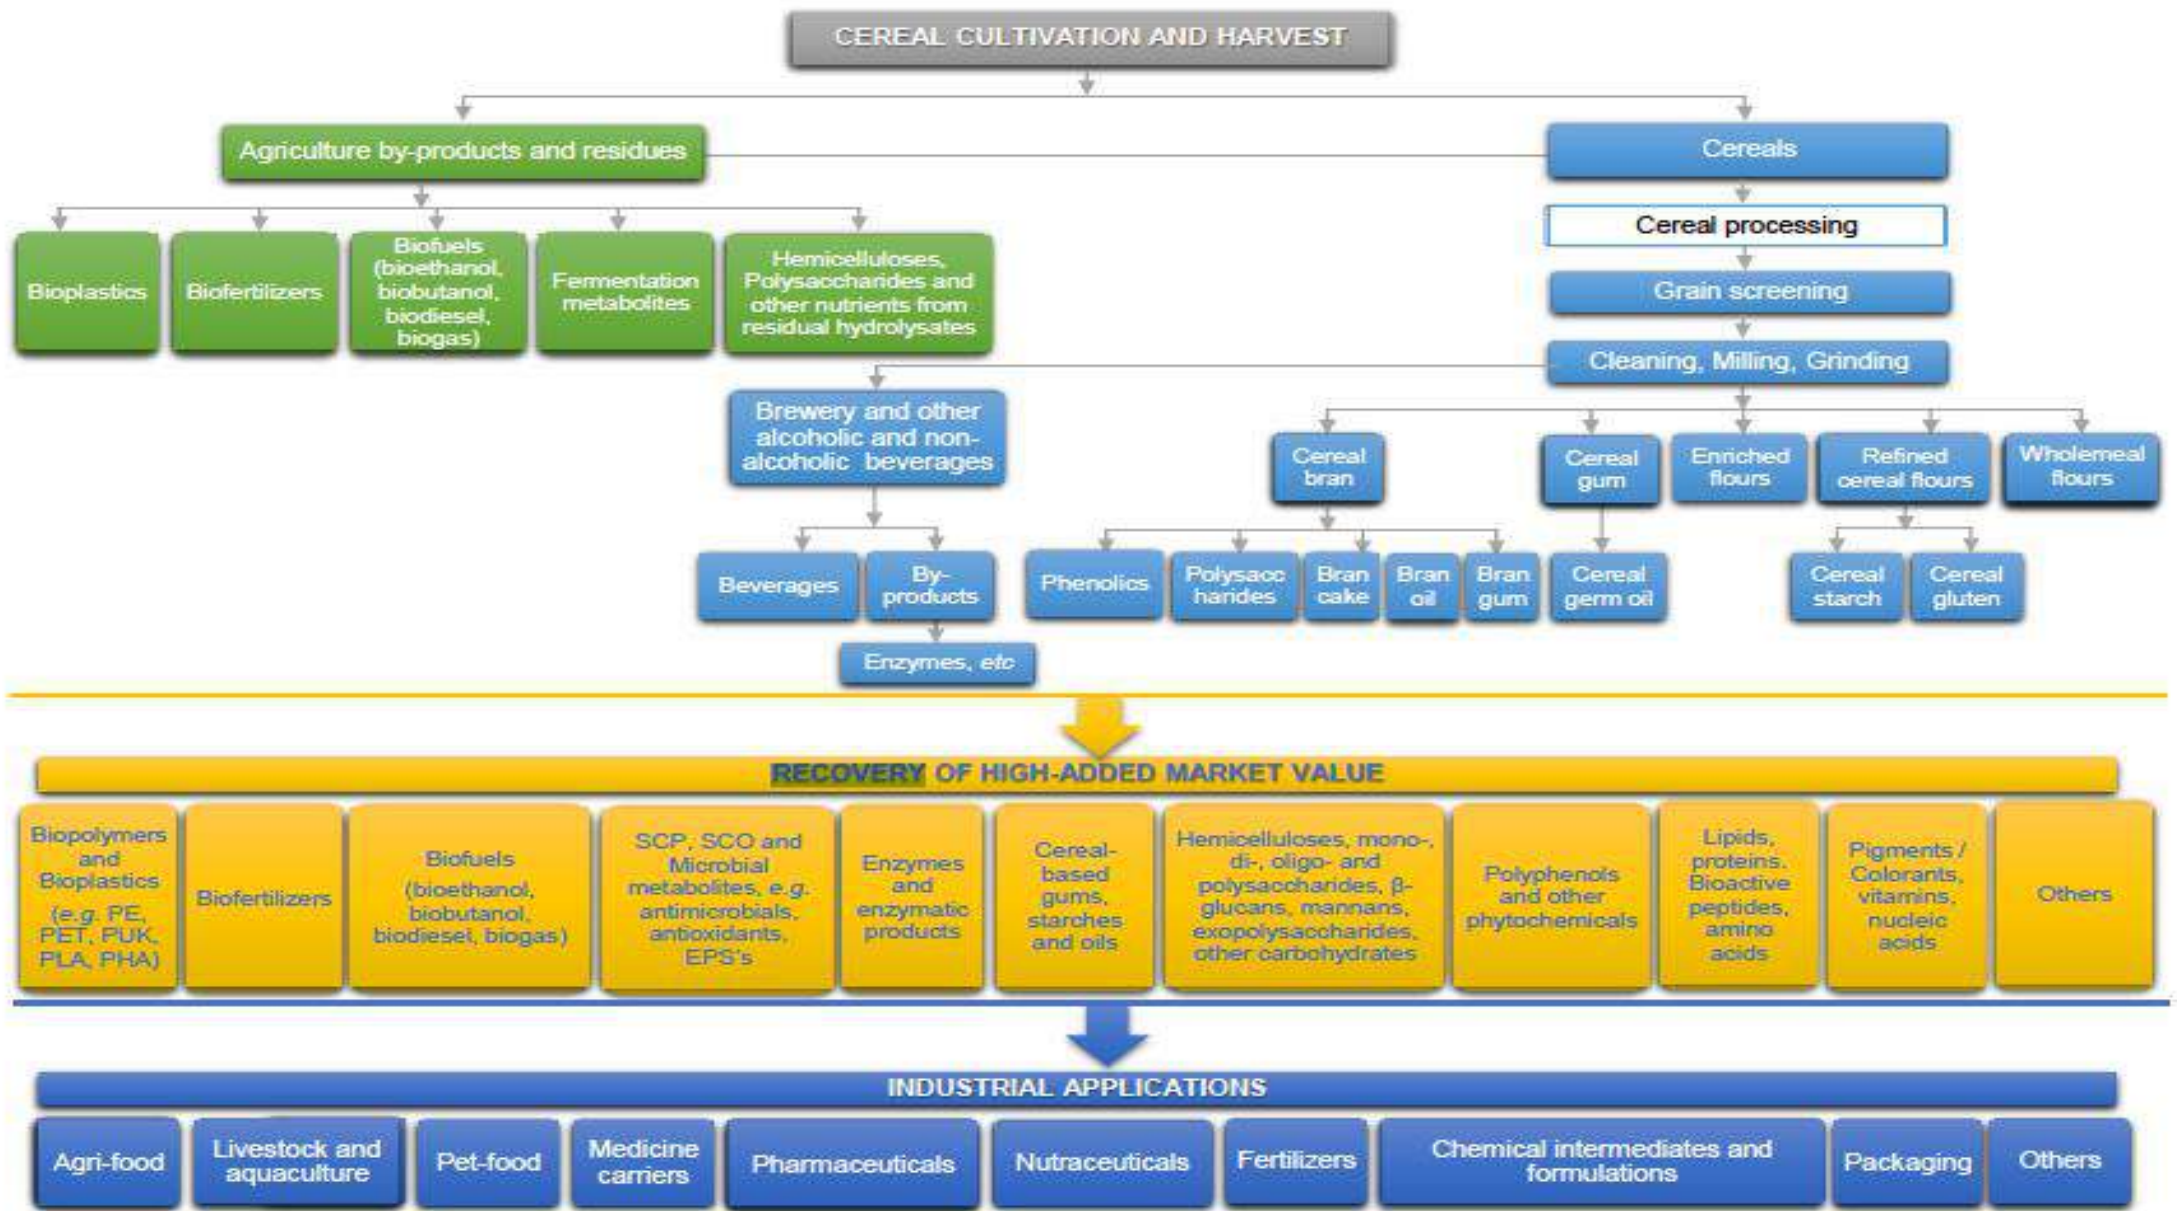 CEREAL CULTIVATION AND HARVEST
Agriculture by-products and residues
Cereals
Cereal processing
Grain screening
Cleaning, Milling, Grinding
Bioplastics
Biofertilizers
Biofuels
(bioethanol,
biobutanol,
biodiesel,
biogas)
Fermentation
metabolites
Hemicelluloses,
Polysaccharides and
other nutrients from
residual hydrolysates
Brewery and other
alcoholic and non-
alcoholic beverages
Cereal
bran
Cereal
gum
Enriched
flours
Refined
cereal flours
Wholemeal
flours
Beverages
By-
products
Phenolics
Polysacc
harides
Bran
cake
Bran
oil
Bran
gum
Cereal
germ oil
Cereal
starch
Cereal
gluten
Enzymes, etc
RECOVERY OF HIGH-ADDED MARKET VALUE
Biopolymers
and
Bioplastics
(e.g. PE,
PET, PUK,
PLA, PHA)
Biofertilizers
Biofuels
(bioethanol,
biobutanol,
biodiesel, biogas)
SCP, SCO and
Microbial
metabolites, e.g.
antimicrobials,
antioxidants,
EPS's
Enzymes
and
enzymatic
products
Cereal-
based
gums,
starches
and oils
Hemicelluloses, mono-,
di-, oligo- and
polysaccharides, β-
glucans, mannans,
exopolysaccharides,
other carbohydrates
Polyphenols
and other
phytochemicals
Lipids,
proteins.
Bioactive
peptides,
amino
acids
Pigments /
Colorants,
vitamins,
nucleic
acids
Others
INDUSTRIAL APPLICATIONS
Agri-food
Livestock and
aquaculture
Pet-food
Medicine
carriers
Pharmaceuticals
Nutraceuticals
Fertilizers
Chemical intermediates and
formulations
Packaging
Others